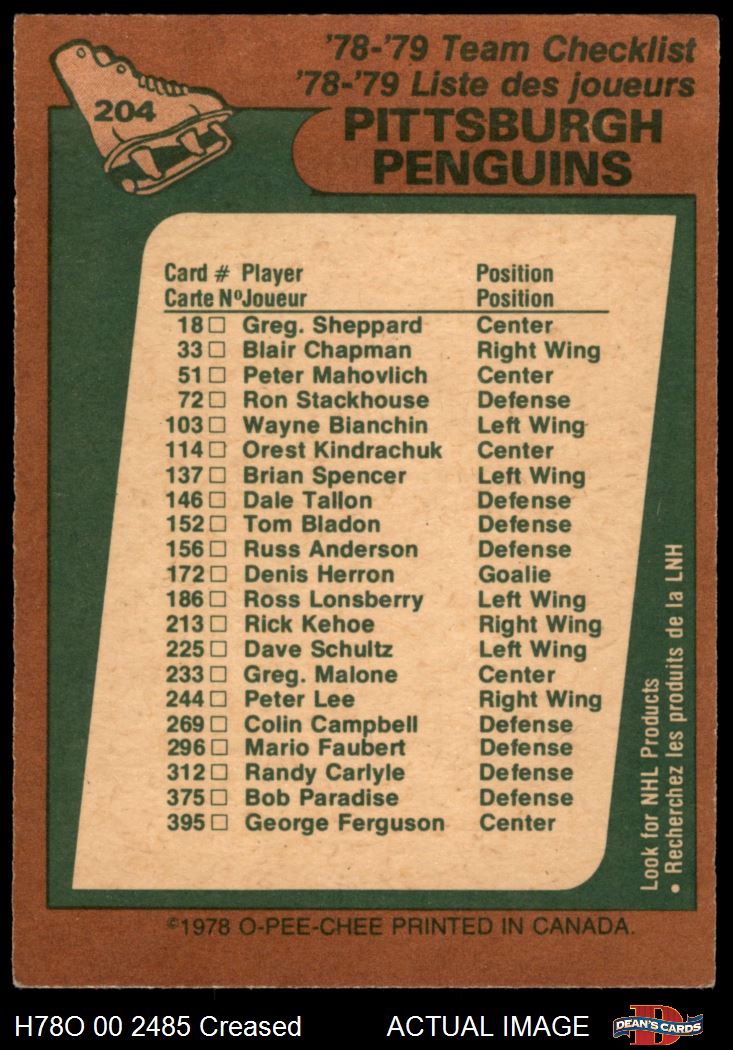 '78-'79 Team Checklist
'78-'79 Liste des joueurs
204
PITTSBURGH
PENGUINS
Card # Player Position
Carte Nº Joueur Position
18 □ Greg. Sheppard Center
33 □ Blair Chapman Right Wing
51 □ Peter Mahovlich Center
72 □ Ron Stackhouse Defense
103 □ Wayne Bianchin Left Wing
114 □ Orest Kindrachuk Center
137 □ Brian Spencer Left Wing
146 □ Dale Tallon Defense
152 □ Tom Bladon Defense
156 □ Russ Anderson Defense
172 □ Denis Herron Goalie
186 □ Ross Lonsberry Left Wing
213 □ Rick Kehoe Right Wing
225 □ Dave Schultz Left Wing
233 □ Greg. Malone Center
244 □ Peter Lee Right Wing
269 □ Colin Campbell Defense
296 □ Mario Faubert Defense
312 □ Randy Carlyle Defense
375 □ Bob Paradise Defense
395 □ George Ferguson Center
Look for NHL Products
• Recherchez les produits de la LNH
©1978 O-PEE-CHEE PRINTED IN CANADA.
H78O 00 2485 Creased ACTUAL IMAGE
D
DEAN'S CARDS